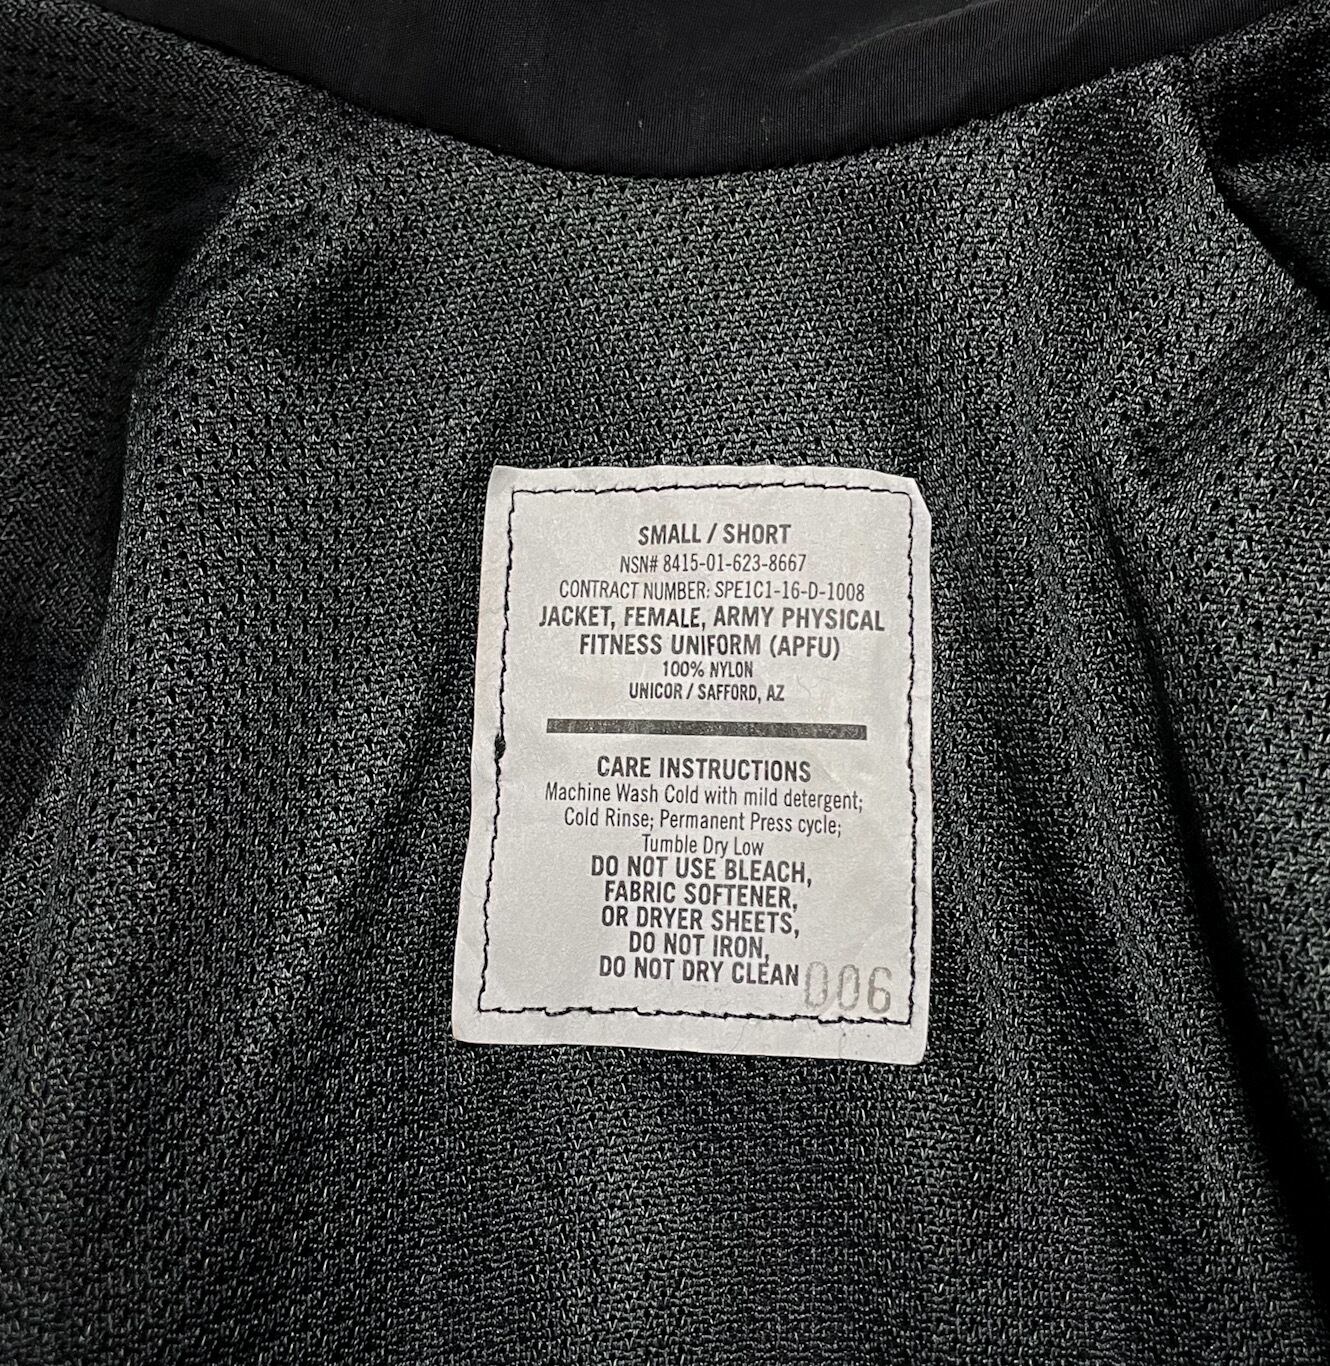 SMALL / SHORT
NSN# 8415-01-623-8667
CONTRACT NUMBER: SPE1C1-16-D-1008
JACKET, FEMALE, ARMY PHYSICAL
FITNESS UNIFORM (APFU)
100% NYLON
UNICOR / SAFFORD, AZ
CARE INSTRUCTIONS
Machine Wash Cold with mild detergent;
Cold Rinse; Permanent Press cycle;
Tumble Dry Low
DO NOT USE BLEACH,
FABRIC SOFTENER,
OR DRYER SHEETS,
DO NOT IRON,
DO NOT DRY CLEAN
006